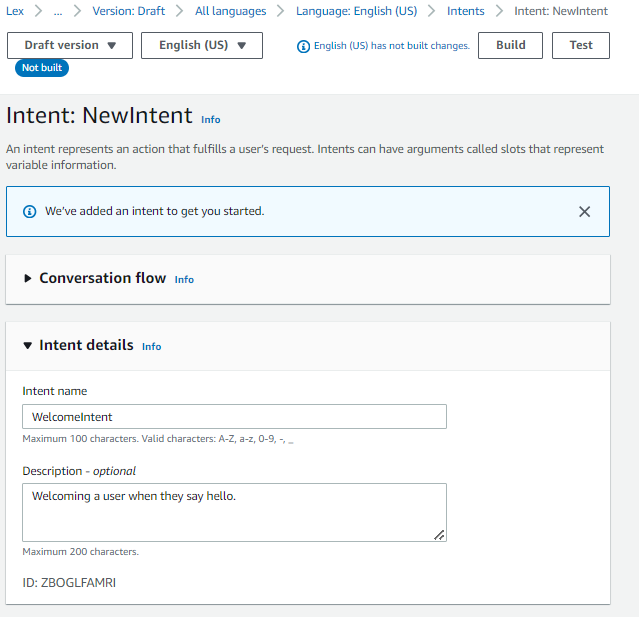 Lex > ... > Version: Draft > All languages > Language: English (US) > Intents > Intent: NewIntent
Draft version ▼ English (US) ▼ English (US) has not built changes. Build Test
Not built
Intent: NewIntent Info
An intent represents an action that fulfills a user's request. Intents can have arguments called slots that represent
variable information.
We've added an intent to get you started.
Conversation flow Info
Intent details Info
Intent name
WelcomeIntent
Maximum 100 characters. Valid characters: A-Z, a-z, 0-9, -, _
Description - optional
Welcoming a user when they say hello.
Maximum 200 characters.
ID: ZBOGLFAMRI